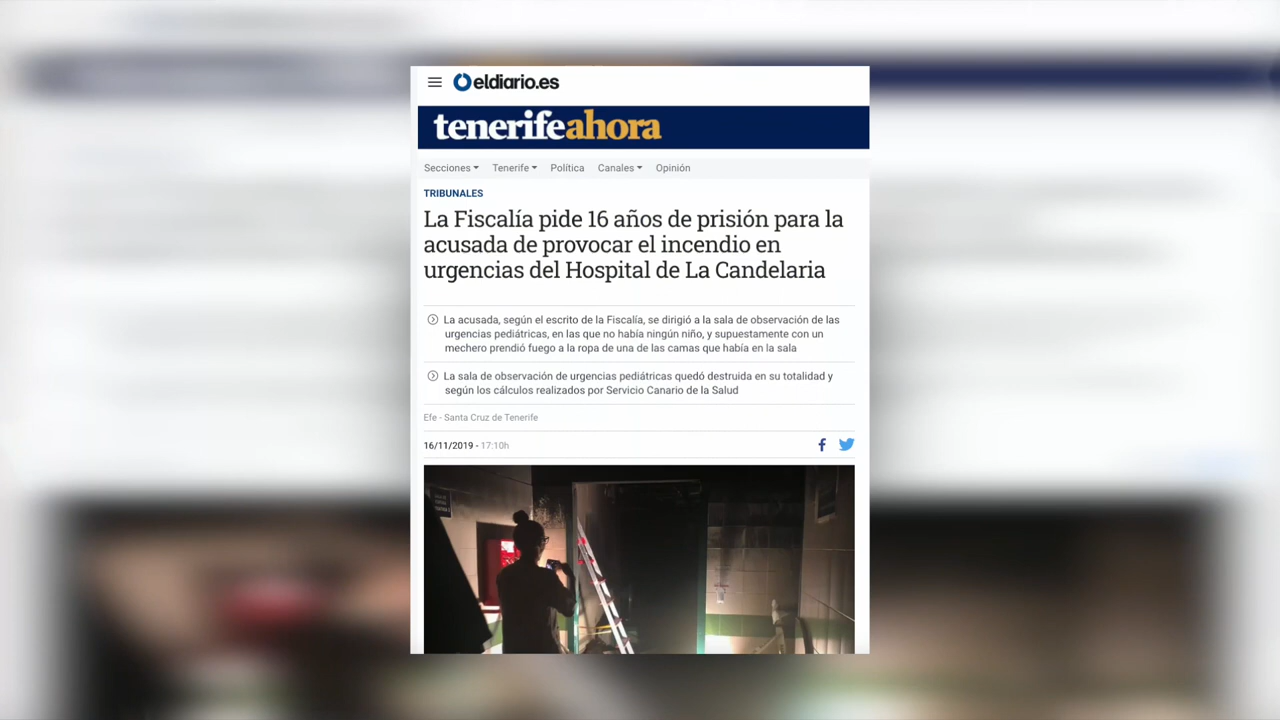 eldiario.es
tenerifeahora
Secciones Tenerife Política Canales Opinión
TRIBUNALES
La Fiscalía pide 16 años de prisión para la
acusada de provocar el incendio en
urgencias del Hospital de La Candelaria
La acusada, según el escrito de la Fiscalía, se dirigió a la sala de observación de las
urgencias pediátricas, en las que no había ningún niño, y supuestamente con un
mechero prendió fuego a la ropa de una de las camas que había en la sala
La sala de observación de urgencias pediátricas quedó destruida en su totalidad y
según los cálculos realizados por Servicio Canario de la Salud
Efe - Santa Cruz de Tenerife
16/11/2019 - 17:10h